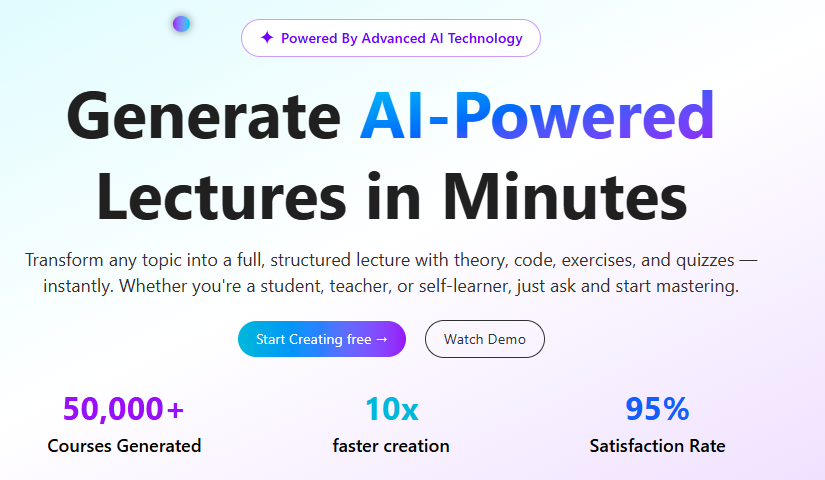 ✦ Powered By Advanced AI Technology
Generate AI-Powered
Lectures in Minutes
Transform any topic into a full, structured lecture with theory, code, exercises, and quizzes —
instantly. Whether you're a student, teacher, or self-learner, just ask and start mastering.
Start Creating free → Watch Demo
50,000+ 10x 95%
Courses Generated faster creation Satisfaction Rate